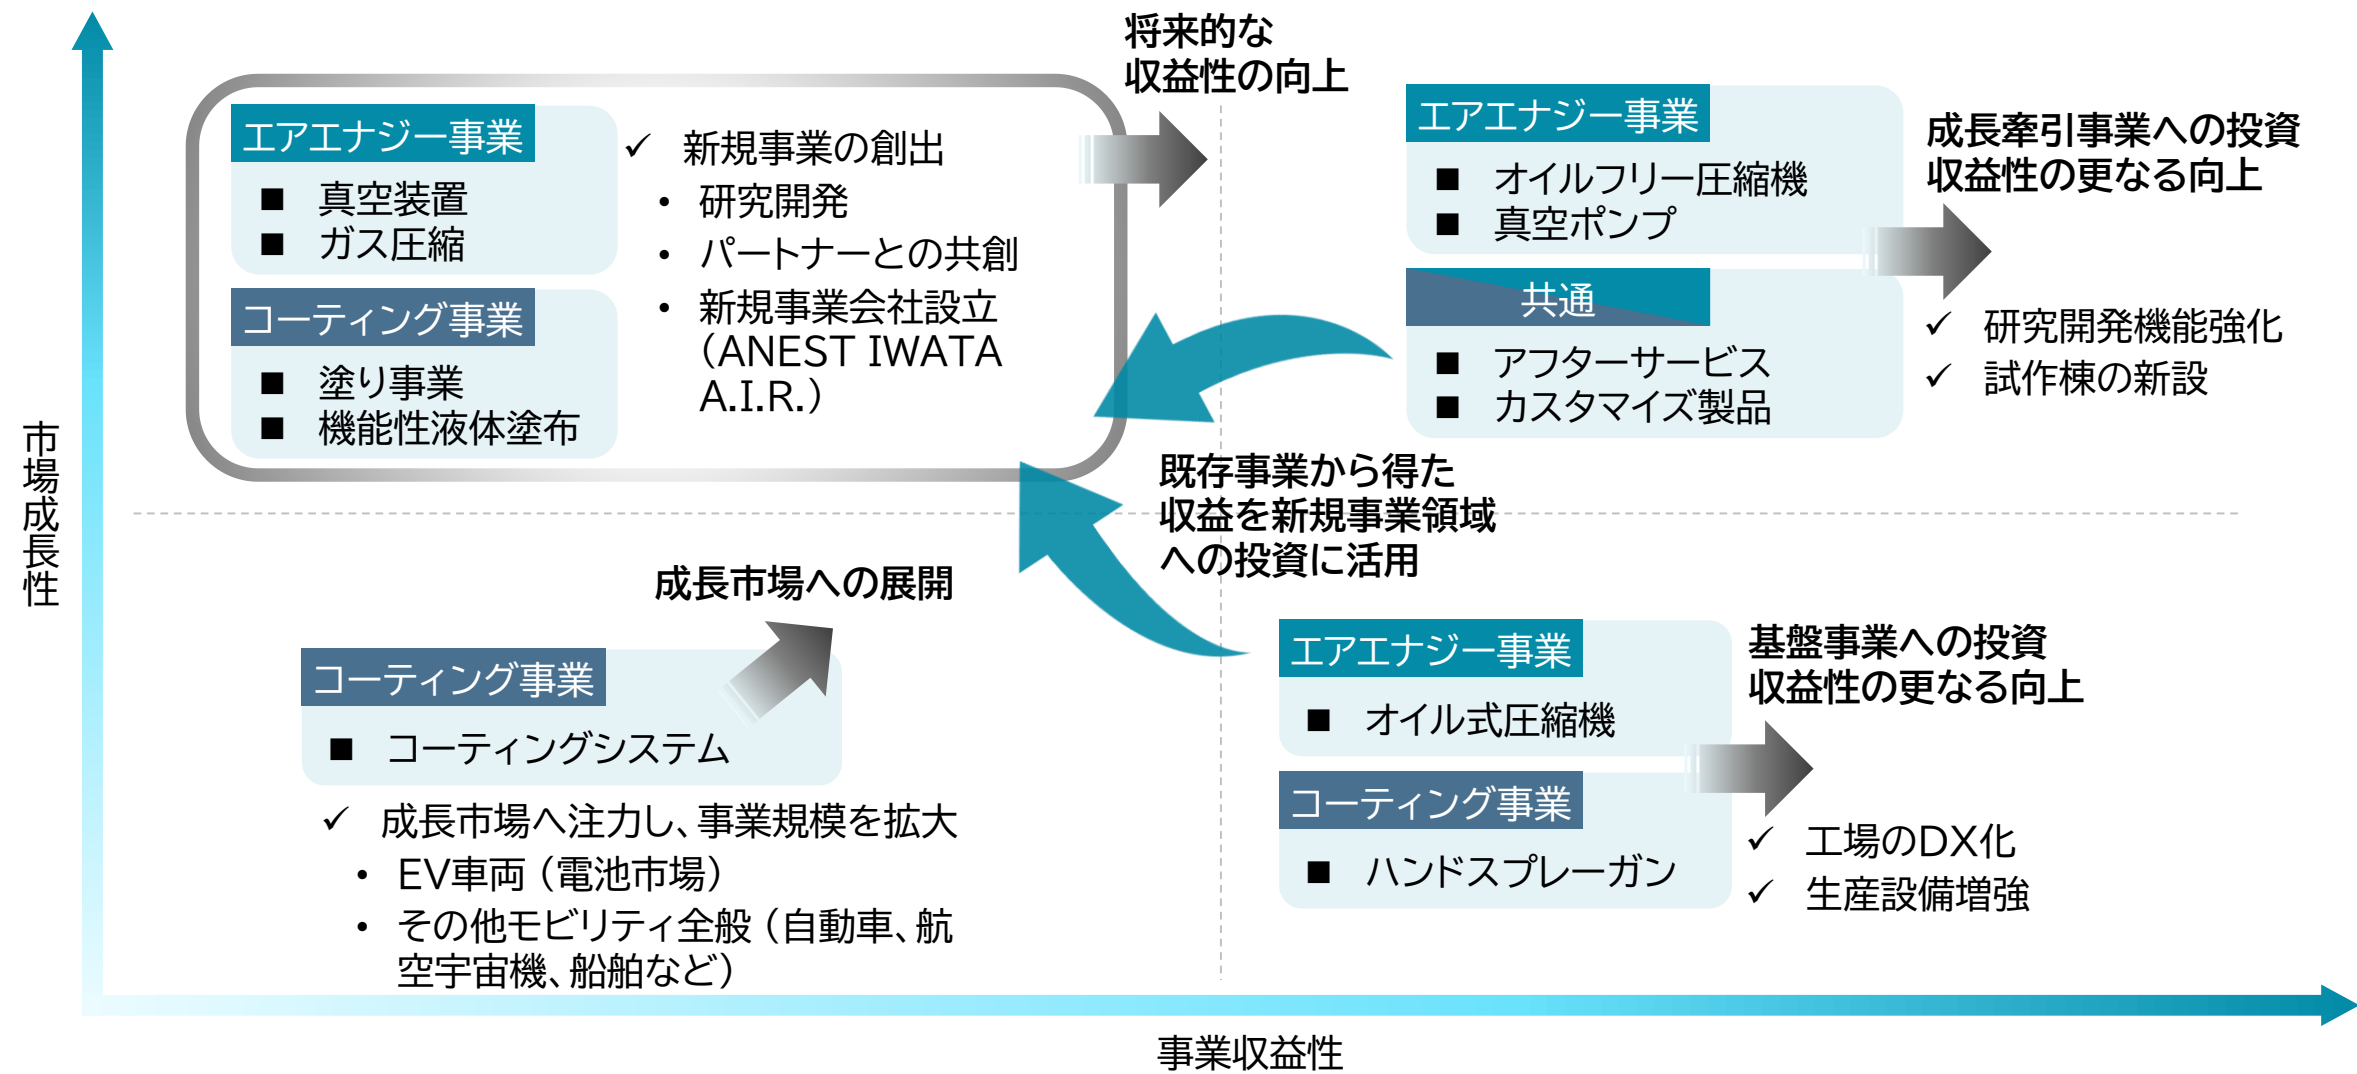 市場成長性
将来的な
収益性の向上
エアエナジー事業
■ 真空装置
■ ガス圧縮
コーティング事業
■ 塗り事業
■ 機能性液体塗布
✓ 新規事業の創出
• 研究開発
• パートナーとの共創
• 新規事業会社設立
（ANEST IWATA
A.I.R.）
エアエナジー事業
■ オイルフリー圧縮機
■ 真空ポンプ
共通
■ アフターサービス
■ カスタマイズ製品
成長牽引事業への投資
収益性の更なる向上
✓ 研究開発機能強化
✓ 試作棟の新設
既存事業から得た
収益を新規事業領域
への投資に活用
成長市場への展開
コーティング事業
■ コーティングシステム
✓ 成長市場へ注力し、事業規模を拡大
• EV車両（電池市場）
• その他モビリティ全般（自動車、航
空宇宙機、船舶など）
エアエナジー事業
■ オイル式圧縮機
コーティング事業
■ ハンドスプレーガン
基盤事業への投資
収益性の更なる向上
✓ 工場のDX化
✓ 生産設備増強
事業収益性